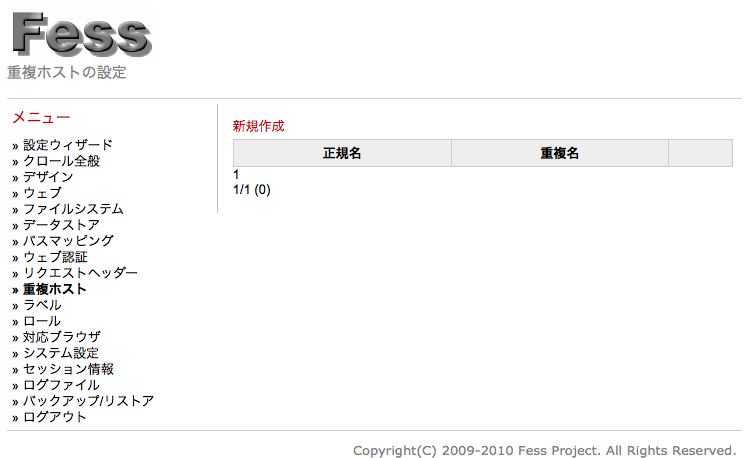 Fess
重複ホストの設定
メニュー
» 設定ウィザード
» クロール全般
» デザイン
» ウェブ
» ファイルシステム
» データストア
» パスマッピング
» ウェブ認証
» リクエストヘッダー
» 重複ホスト
» ラベル
» ロール
» 対応ブラウザ
» システム設定
» セッション情報
» ログファイル
» バックアップ/リストア
» ログアウト
新規作成
正規名 重複名
1
1/1 (0)
Copyright(C) 2009-2010 Fess Project. All Rights Reserved.